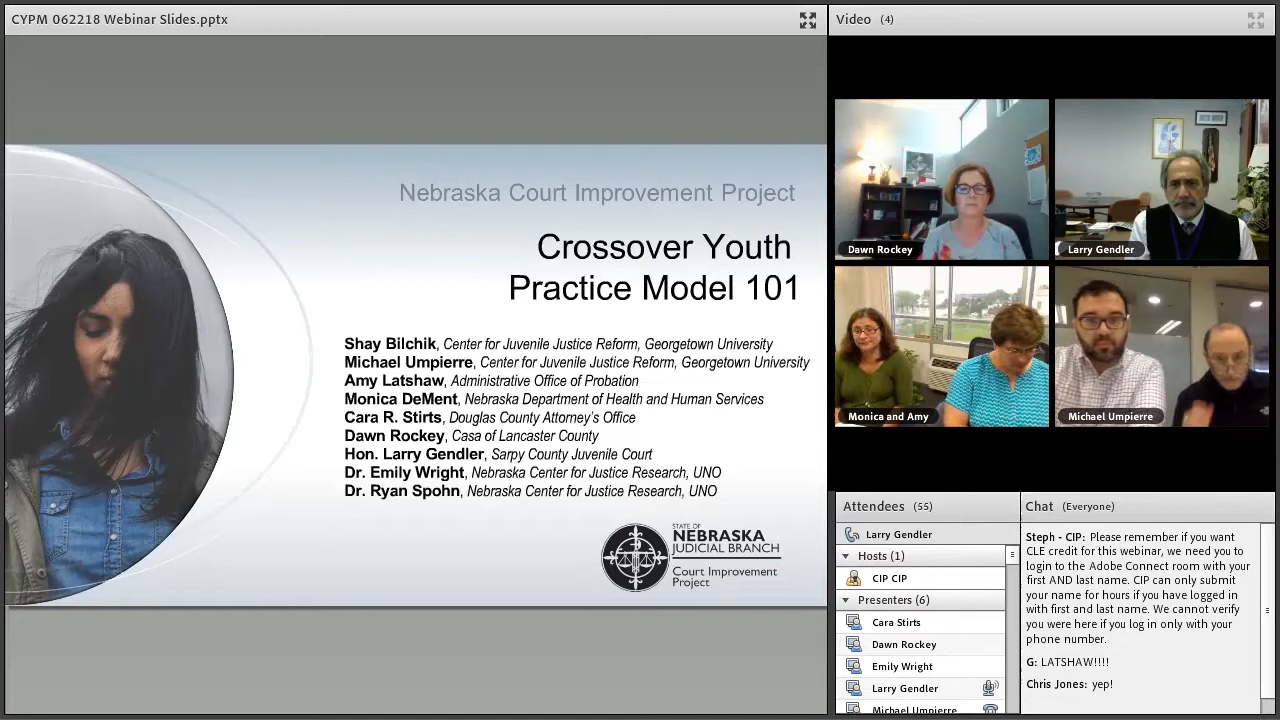 CYPM 062218 Webinar Slides.pptx
Nebraska Court Improvement Project
Crossover Youth
Practice Model 101
Shay Bilchik, Center for Juvenile Justice Reform, Georgetown University
Michael Umpierre, Center for Juvenile Justice Reform, Georgetown University
Amy Latshaw, Administrative Office of Probation
Monica DeMent, Nebraska Department of Health and Human Services
Cara R. Stirts, Douglas County Attorney's Office
Dawn Rockey, Casa of Lancaster County
Hon. Larry Gendler, Sarpy County Juvenile Court
Dr. Emily Wright, Nebraska Center for Justice Research, UNO
Dr. Ryan Spohn, Nebraska Center for Justice Research, UNO
STATE OF
NEBRASKA
JUDICIAL BRANCH
Court Improvement
Project
Video (4)
Dawn Rockey
Larry Gendler
Monica and Amy
Michael Umpierre
Attendees (55)
Larry Gendler
Hosts (1)
CIP CIP
Presenters (6)
Cara Stirts
Dawn Rockey
Emily Wright
Larry Gendler
Michael Umpierre
Chat (Everyone)
Steph - CIP: Please remember if you want
CLE credit for this webinar, we need you to
login to the Adobe Connect room with your
first AND last name. CIP can only submit
your name for hours if you have logged in
with first and last name. We cannot verify
you were here if you log in only with your
phone number.
G: LATSHAW!!!!
Chris Jones: yep!